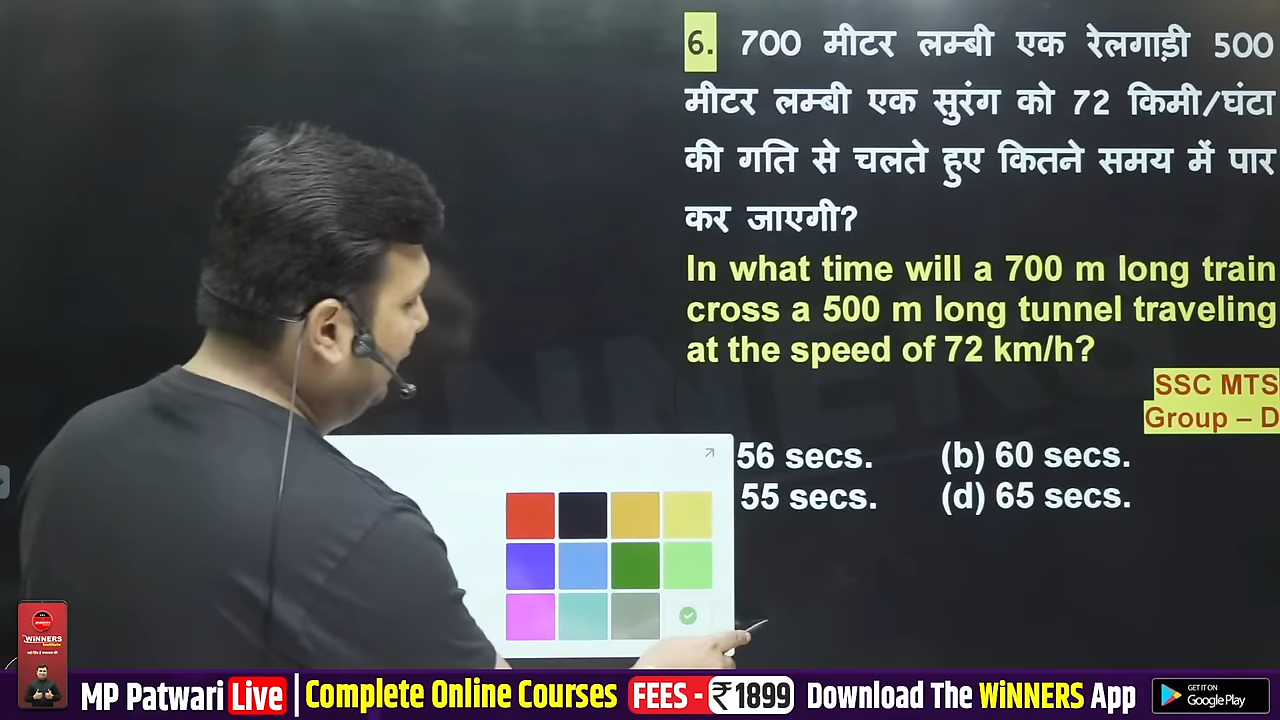 6. 700 मीटर लम्बी एक रेलगाड़ी 500
मीटर लम्बी एक सुरंग को 72 किमी/घंटा
की गति से चलते हुए कितने समय में पार
कर जाएगी?
In what time will a 700 m long train
cross a 500 m long tunnel traveling
at the speed of 72 km/h?
SSC MTS
Group – D
56 secs. (b) 60 secs.
55 secs. (d) 65 secs.
WiNNERS
MP Patwari Live Complete Online Courses FEES - ₹1899 Download The WiNNERS App
GET IT ON
Google Play